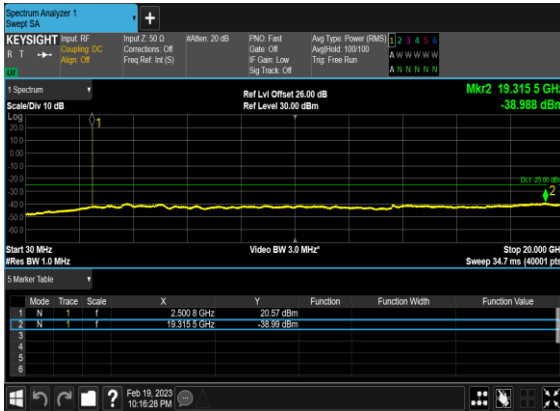 Spectrum Analyzer 1
Swept SA
KEYSIGHT Input: RF Input Z: 50 Ω #Atten: 20 dB PNO: Fast Avg Type: Power (RMS) 1 2 3 4 5 6
R T Coupling: DC Corrections: Off Gate: Off Avg|Hold: 100/100 A W W W W W
Align: Off Freq Ref: Int (S) IF Gain: Low Trig: Free Run
Sig Track: Off A N N N N N
1 Spectrum Ref Lvl Offset 26.00 dB Mkr2 19.315 5 GHz
Scale/Div 10 dB Ref Level 30.00 dBm -38.988 dBm
Log
20.0
10.0
0.00
-10.0
-20.0
-30.0
-40.0
-50.0
-60.0
1
DL1 -25.00 dBm
2
Start 30 MHz Video BW 3.0 MHz* Stop 20.000 GHz
#Res BW 1.0 MHz Sweep 34.7 ms (40001 pts)
5 Marker Table
Mode Trace Scale X Y Function Function Width Function Value
1 N 1 f 2.500 8 GHz 20.57 dBm
2 N 1 f 19.315 5 GHz -38.99 dBm
3
4
5
6
Feb 19, 2023
10:16:28 PM